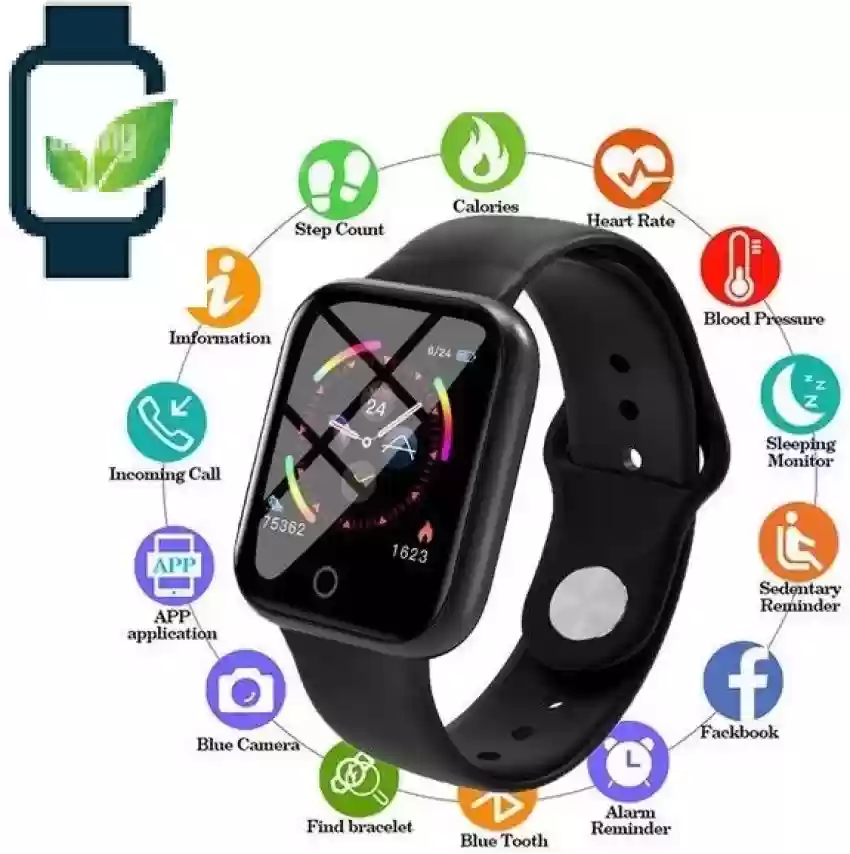 Calories
Step Count
Heart Rate
Imformation
Blood Pressure
6/24
24
Incoming Call
Sleeping
Monitor
75362
1623
APP
APP
application
Sedentary
Reminder
Blue Camera
Fackbook
Find bracelet
Blue Tooth
Alarm
Reminder